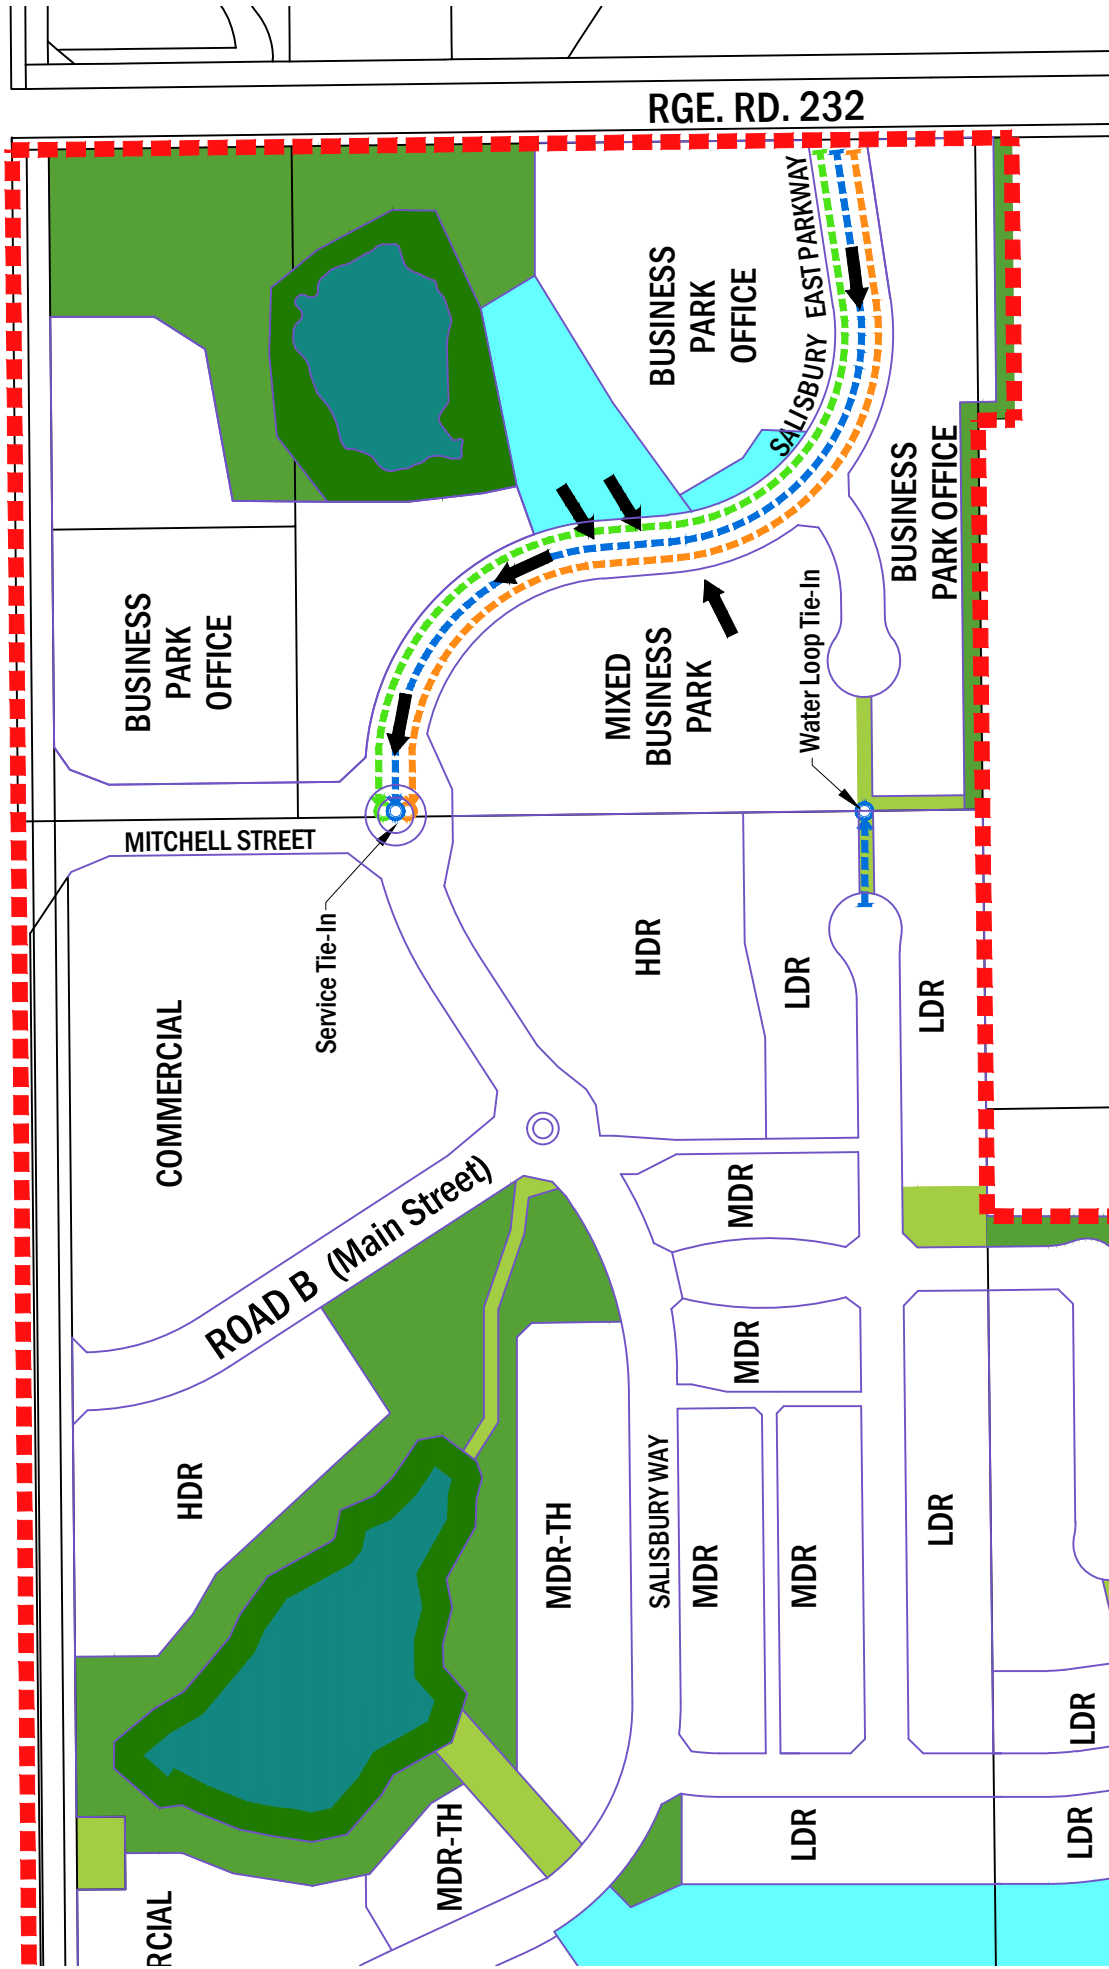 RGE. RD. 232
SALISBURY EAST PARKWAY
BUSINESS
PARK
OFFICE
BUSINESS
PARK OFFICE
BUSINESS
PARK
OFFICE
MIXED
BUSINESS
PARK
Water Loop Tie-In
MITCHELL STREET
Service Tie-In
HDR
LDR
LDR
COMMERCIAL
MDR
ROAD B (Main Street)
MDR
HDR
MDR-TH
SALISBURY WAY
MDR
MDR
LDR
LDR
MDR-TH
LDR
LDR
RCIAL